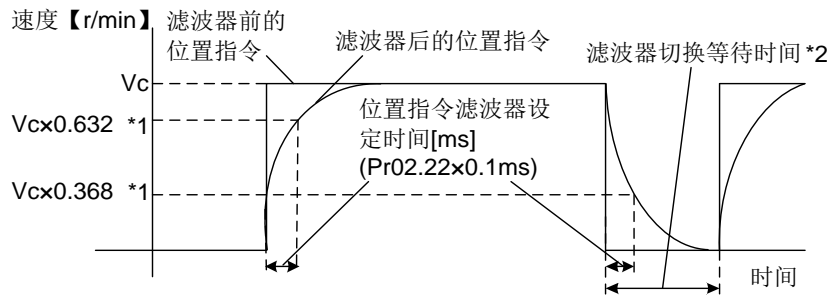 速度【r/min】
滤波器前的
位置指令
滤波器后的位置指令
滤波器切换等待时间*2
Vc
Vc×0.632 *1
Vc×0.368 *1
位置指令滤波器设
定时间[ms]
(Pr02.22×0.1ms)
时间